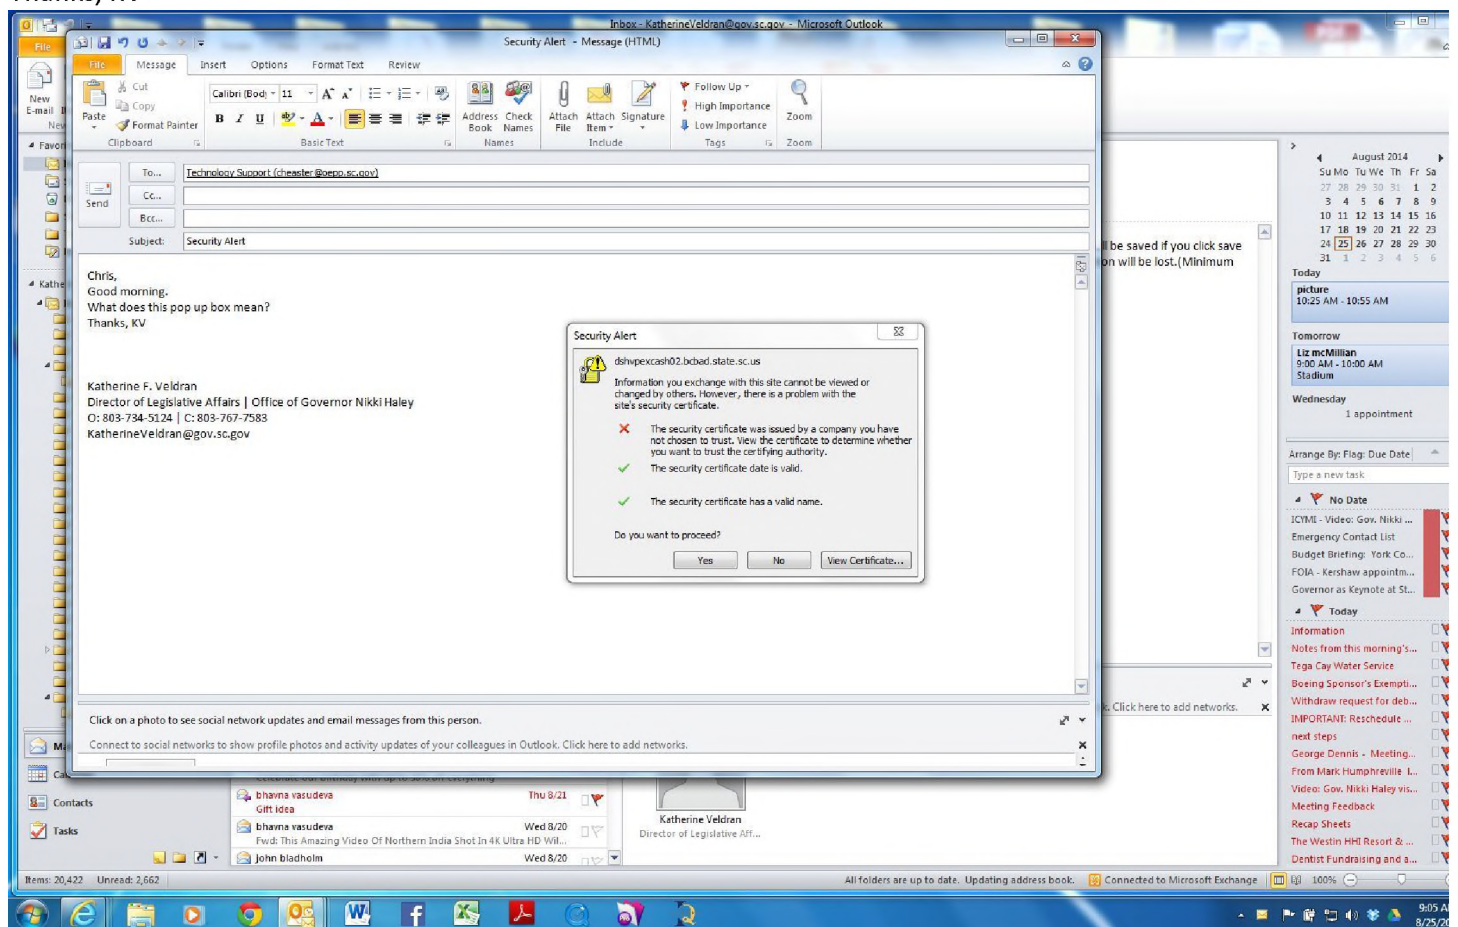 Inbox - KatherineVeldran@gov.sc.gov - Microsoft Outlook
Security Alert - Message (HTML)
File
File Message Insert Options Format Text Review
New
E-mail
New
Paste
Cut
Copy
Format Painter
Clipboard
Calibri (Body 11
B I U
Basic Text
Address Book
Check Names
Names
Attach File
Attach Item
Signature
Include
Follow Up
High Importance
Low Importance
Tags
Zoom
Zoom
Send
To... Technology Support (cheaster@oepp.sc.gov)
Cc...
Bcc...
Subject: Security Alert
Chris,
Good morning.
What does this pop up box mean?
Thanks, KV
Katherine F. Veldran
Director of Legislative Affairs | Office of Governor Nikki Haley
O: 803-734-5124 | C: 803-767-7583
KatherineVeldran@gov.sc.gov
Security Alert
dshvpexcash02.bcbad.state.sc.us
Information you exchange with this site cannot be viewed or
changed by others. However, there is a problem with the
site's security certificate.
The security certificate was issued by a company you have
not chosen to trust. View the certificate to determine whether
you want to trust the certifying authority.
The security certificate date is valid.
The security certificate has a valid name.
Do you want to proceed?
Yes No View Certificate...
ll be saved if you click save
on will be lost.(Minimum
Click on a photo to see social network updates and email messages from this person.
Connect to social networks to show profile photos and activity updates of your colleagues in Outlook. Click here to add networks.
k. Click here to add networks.
Favor
Kathe
Ma
Cal
Contacts
Tasks
bhavna vasudeva Thu 8/21
Gift idea
bhavna vasudeva Wed 8/20
Fwd: This Amazing Video Of Northern India Shot In 4K Ultra HD Wil...
john bladholm Wed 8/20
Katherine Veldran
Director of Legislative Aff...
August 2014
Su Mo Tu We Th Fr Sa
27 28 29 30 31 1 2
3 4 5 6 7 8 9
10 11 12 13 14 15 16
17 18 19 20 21 22 23
24 25 26 27 28 29 30
31 1 2 3 4 5 6
Today
picture
10:25 AM - 10:55 AM
Tomorrow
Liz mcMillian
9:00 AM - 10:00 AM
Stadium
Wednesday
1 appointment
Arrange By: Flag: Due Date
Type a new task
No Date
ICYMI - Video: Gov. Nikki ...
Emergency Contact List
Budget Briefing: York Co...
FOIA - Kershaw appointm...
Governor as Keynote at St...
Today
Information
Notes from this morning's...
Tega Cay Water Service
Boeing Sponsor's Exempti...
Withdraw request for deb...
IMPORTANT: Reschedule ...
next steps
George Dennis - Meeting...
From Mark Humphreville I...
Video: Gov. Nikki Haley vis...
Meeting Feedback
Recap Sheets
The Westin HHI Resort & ...
Dentist Fundraising and a...
Items: 20,422 Unread: 2,662
All folders are up to date. Updating address book. Connected to Microsoft Exchange 100%
9:05 A
8/25/20